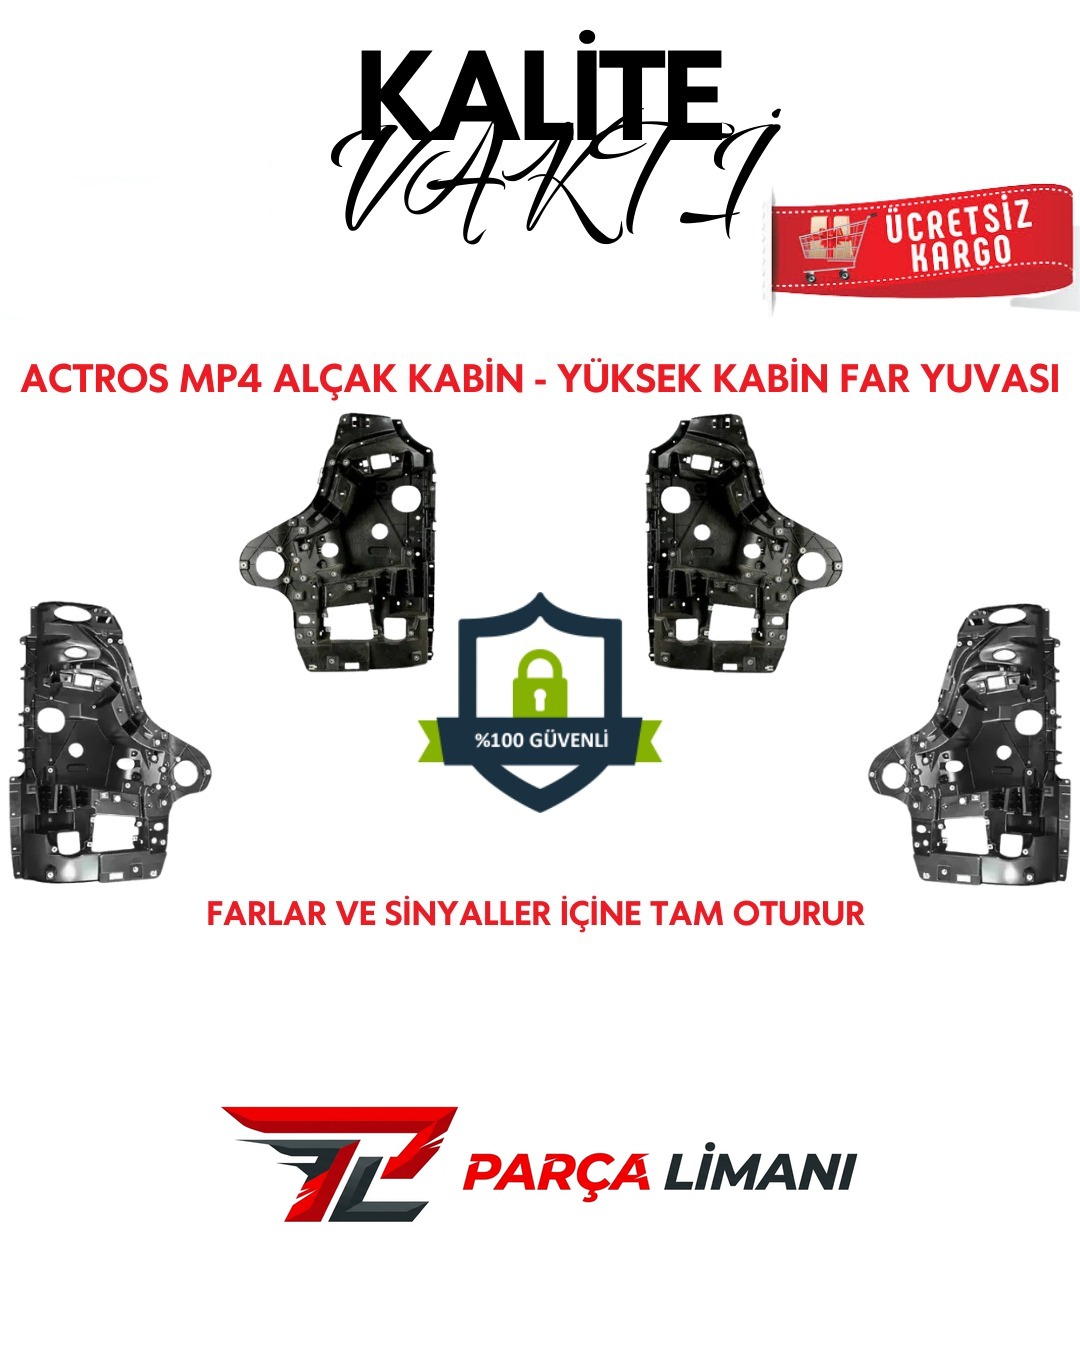 KALİTE
VAKTİ
ÜCRETSİZ
KARGO
ACTROS MP4 ALÇAK KABİN - YÜKSEK KABİN FAR YUVASI
%100 GÜVENLİ
FARLAR VE SİNYALLER İÇİNE TAM OTURUR
PARÇA LİMANI